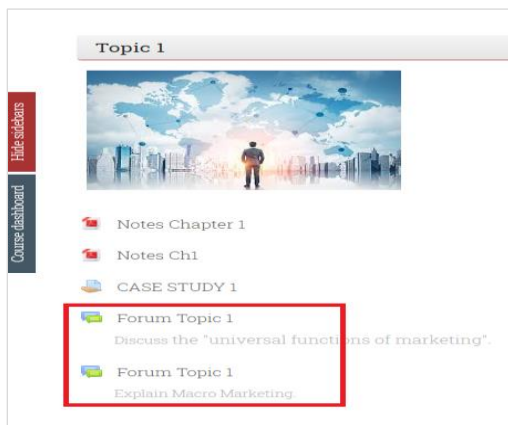 Topic 1
Hide sidebars
Course dashboard
Notes Chapter 1
Notes Ch1
CASE STUDY 1
Forum Topic 1
Discuss the "universal functions of marketing".
Forum Topic 1
Explain Macro Marketing.